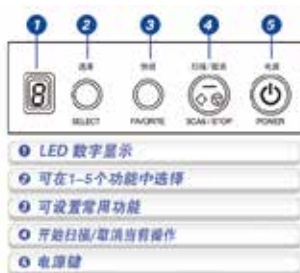 1 2 3 4 5
选择 快捷 扫描/取消 电源
8
SELECT FAVORITE SCAN/STOP POWER
1 LED 数字显示
2 可在1-5个功能中选择
3 可设置常用功能
4 开始扫描/取消当前操作
5 电源键